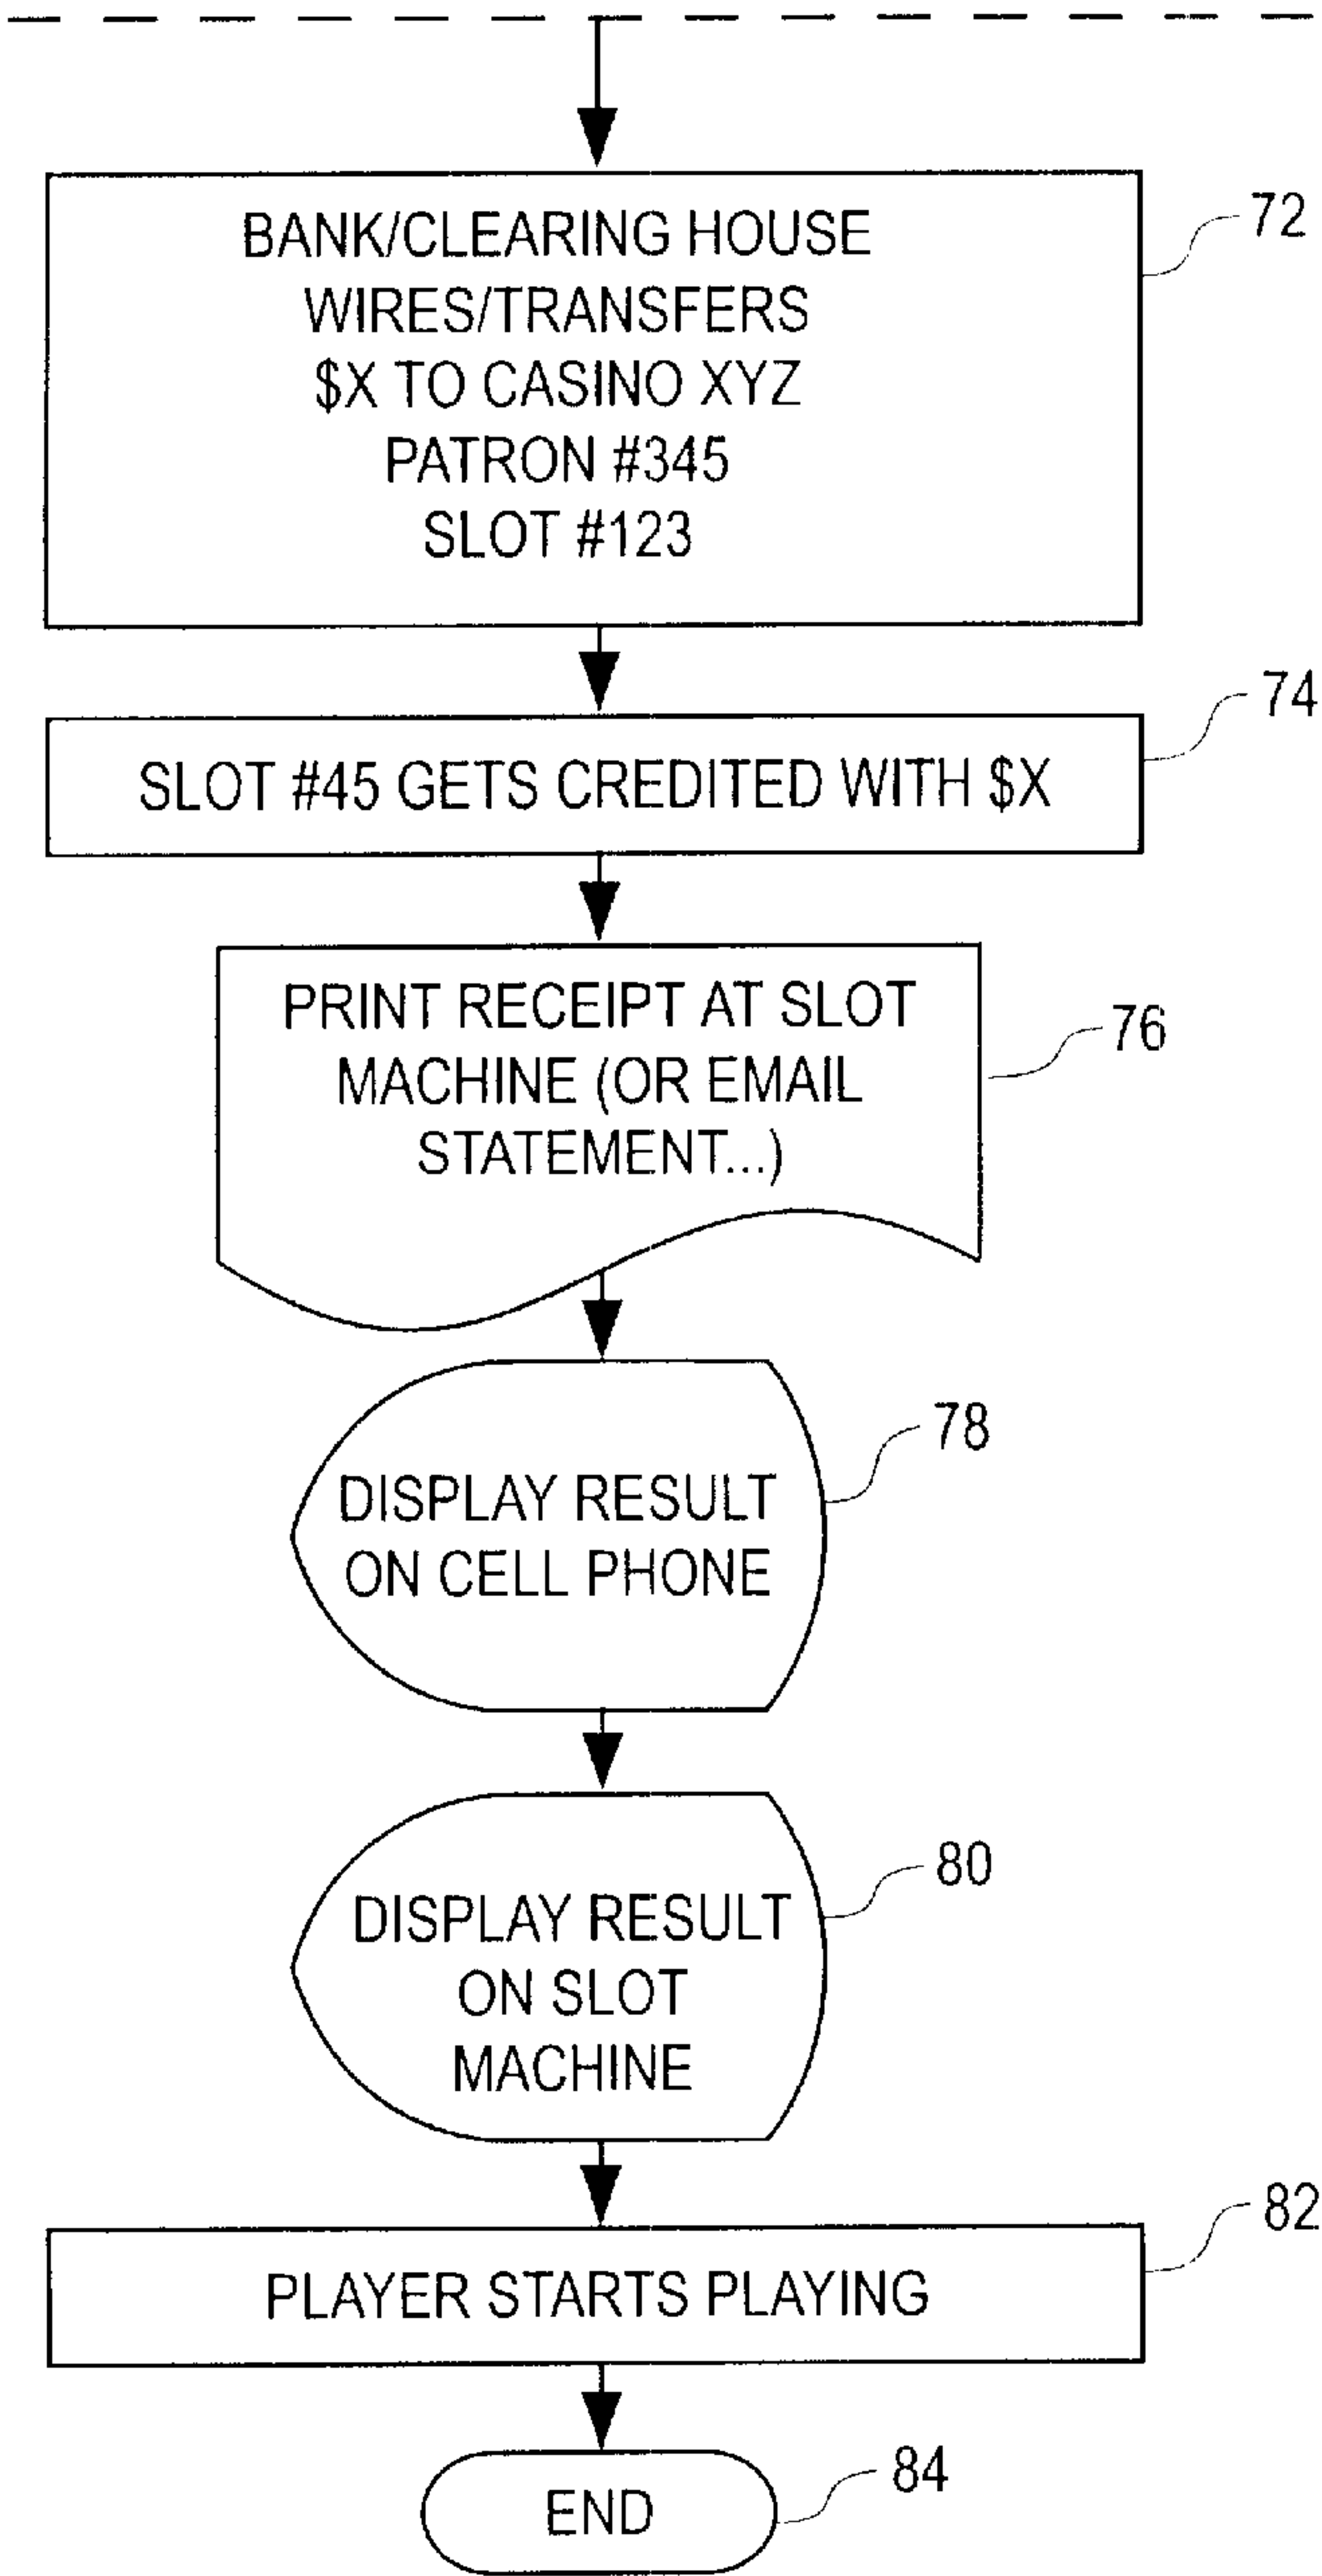 BANK/CLEARING HOUSE
WIRES/TRANSFERS
$X TO CASINO XYZ
PATRON #345
SLOT #123
72
SLOT #45 GETS CREDITED WITH $X
74
PRINT RECEIPT AT SLOT
MACHINE (OR EMAIL
STATEMENT...)
76
DISPLAY RESULT
ON CELL PHONE
78
DISPLAY RESULT
ON SLOT
MACHINE
80
PLAYER STARTS PLAYING
82
END
84